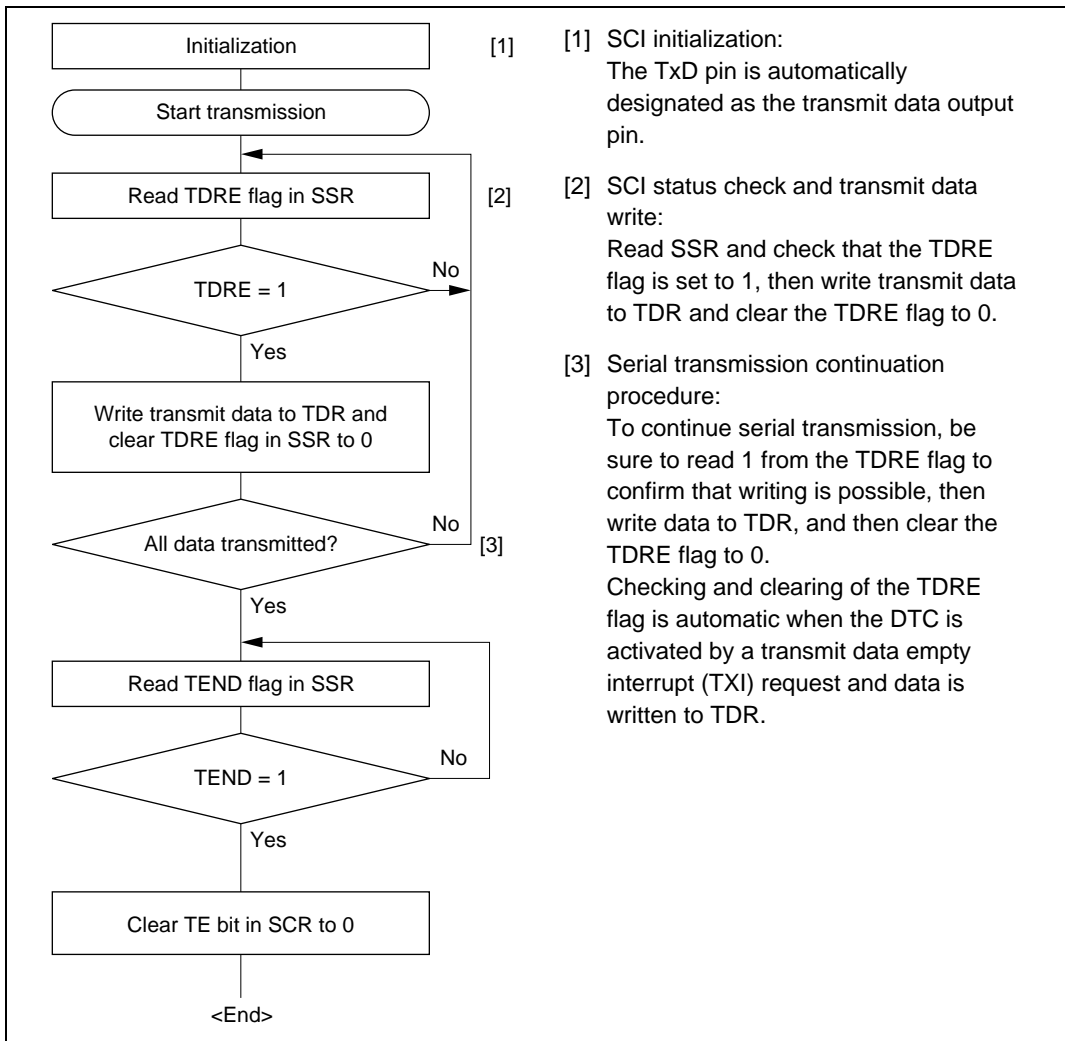 Initialization
[1]
Start transmission
Read TDRE flag in SSR
[2]
No
TDRE = 1
Yes
Write transmit data to TDR and
clear TDRE flag in SSR to 0
No
All data transmitted?
[3]
Yes
Read TEND flag in SSR
No
TEND = 1
Yes
Clear TE bit in SCR to 0
<End>
[1] SCI initialization:
The TxD pin is automatically
designated as the transmit data output
pin.
[2] SCI status check and transmit data
write:
Read SSR and check that the TDRE
flag is set to 1, then write transmit data
to TDR and clear the TDRE flag to 0.
[3] Serial transmission continuation
procedure:
To continue serial transmission, be
sure to read 1 from the TDRE flag to
confirm that writing is possible, then
write data to TDR, and then clear the
TDRE flag to 0.
Checking and clearing of the TDRE
flag is automatic when the DTC is
activated by a transmit data empty
interrupt (TXI) request and data is
written to TDR.